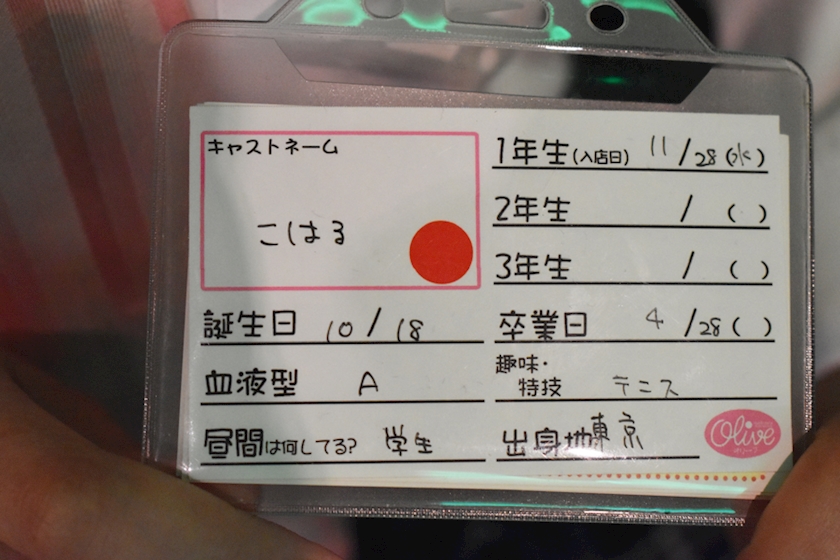 キャストネーム
こはる
1年生(入店日) 11/28(水)
2年生 / ( )
3年生 / ( )
誕生日 10/18
卒業日 4/28( )
血液型 A
趣味・特技 テニス
昼間は何してる? 学生
出身地 東京
Olive